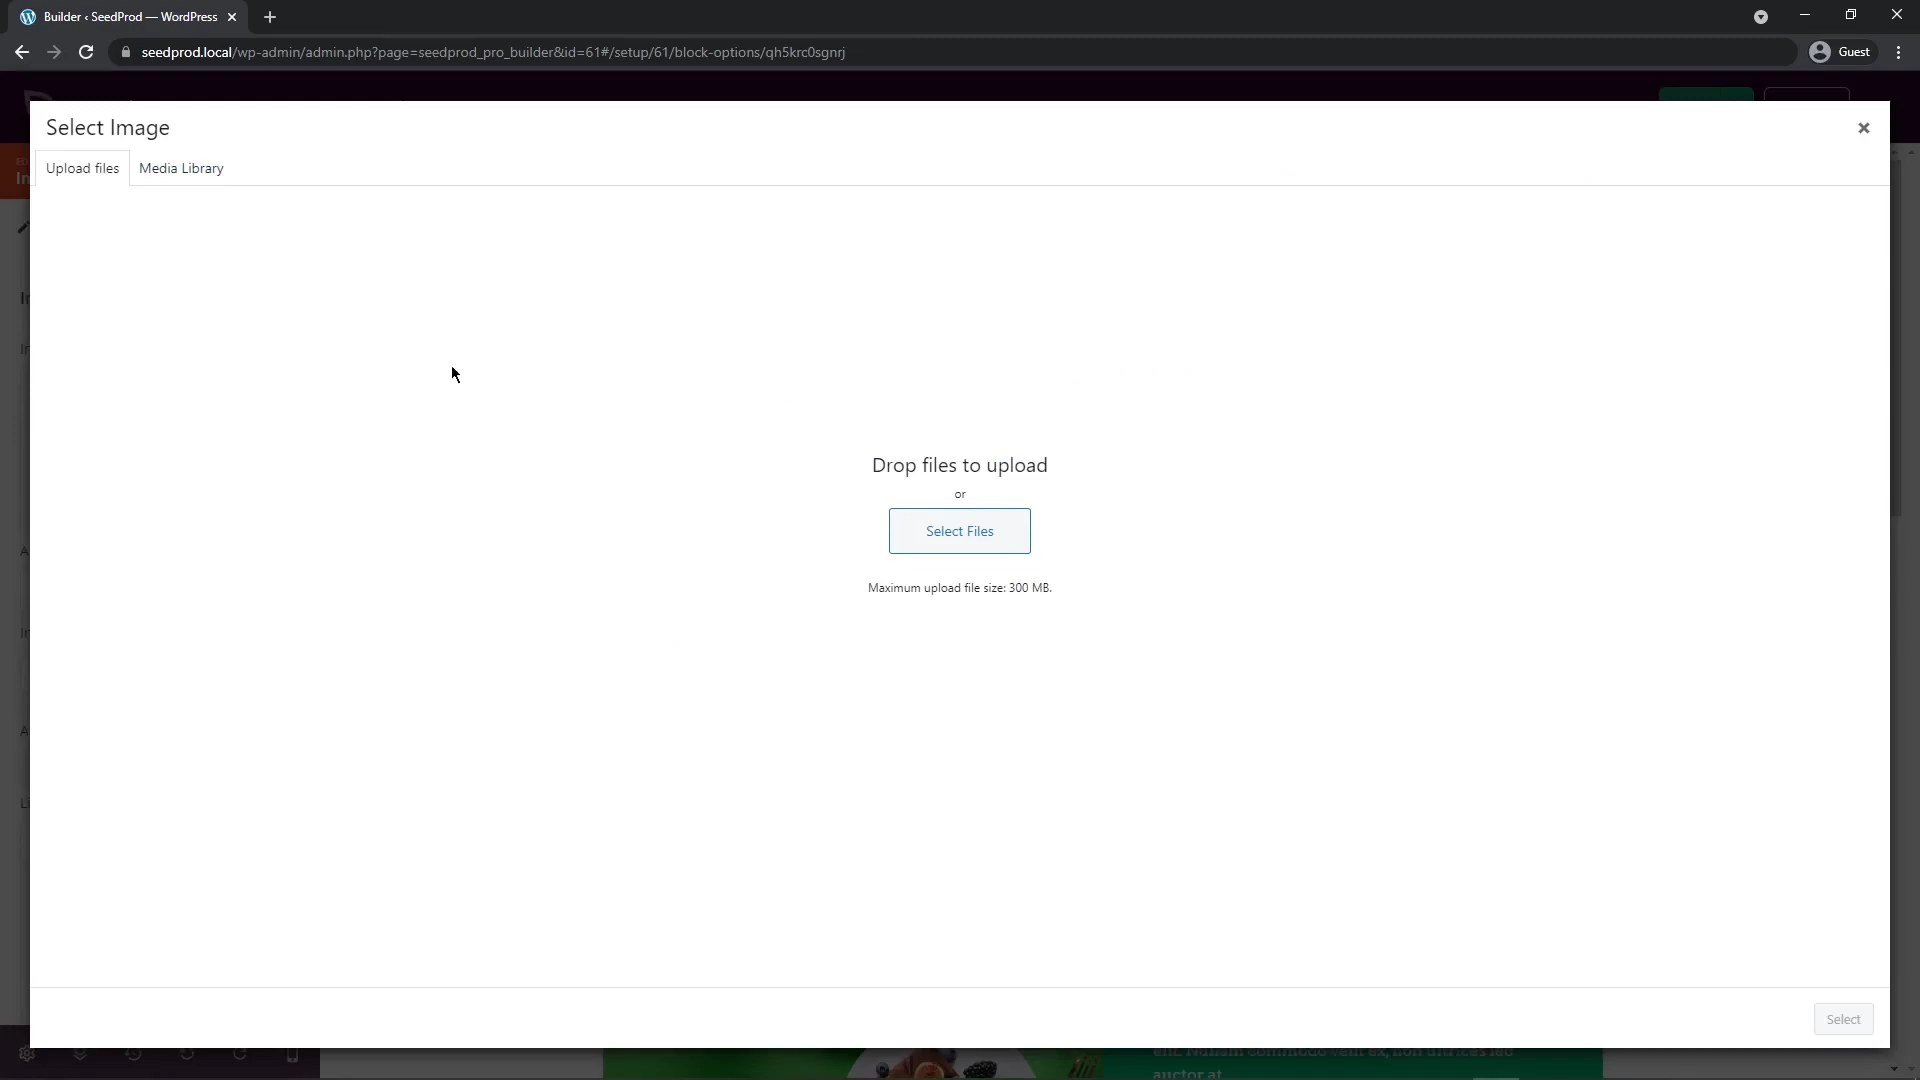 Builder ‹ SeedProd — WordPress
seedprod.local/wp-admin/admin.php?page=seedprod_pro_builder&id=61#/setup/61/block-options/qh5krc0sgnrj
Guest
Select Image
Upload files
Media Library
Drop files to upload
or
Select Files
Maximum upload file size: 300 MB.
Select
auctor at